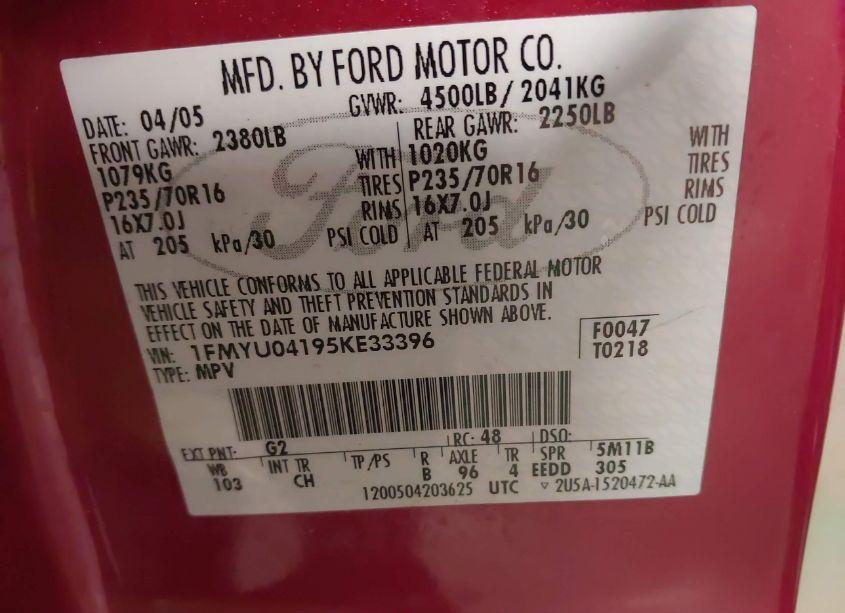 MFD. BY FORD MOTOR CO.
DATE: 04/05 GVWR: 4500LB/ 2041KG
FRONT GAWR: 2380LB REAR GAWR: 2250LB
1079KG WITH 1020KG WITH
P235/70R16 TIRES P235/70R16 TIRES
16X7.0J RIMS 16X7.0J RIMS
AT 205 kPa/30 PSI COLD AT 205 kPa/30 PSI COLD
Ford
THIS VEHICLE CONFORMS TO ALL APPLICABLE FEDERAL MOTOR
VEHICLE SAFETY AND THEFT PREVENTION STANDARDS IN
EFFECT ON THE DATE OF MANUFACTURE SHOWN ABOVE.
VIN: 1FMYU04195KE33396 F0047
TYPE: MPV T0218
EXT PNT: G2 RC: 48 DSO:
WB INT TR TP/PS R AXLE TR SPR 5M11B
103 CH B 96 4 EEDD 305
1200504203625 UTC ▽ 2U5A-1520472-AA